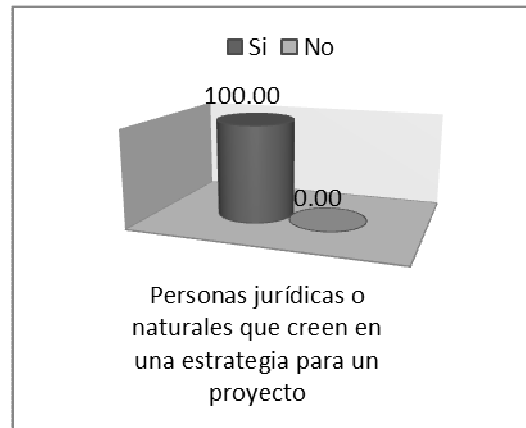 Si No
100.00
0.00
Personas jurídicas o
naturales que creen en
una estrategia para un
proyecto